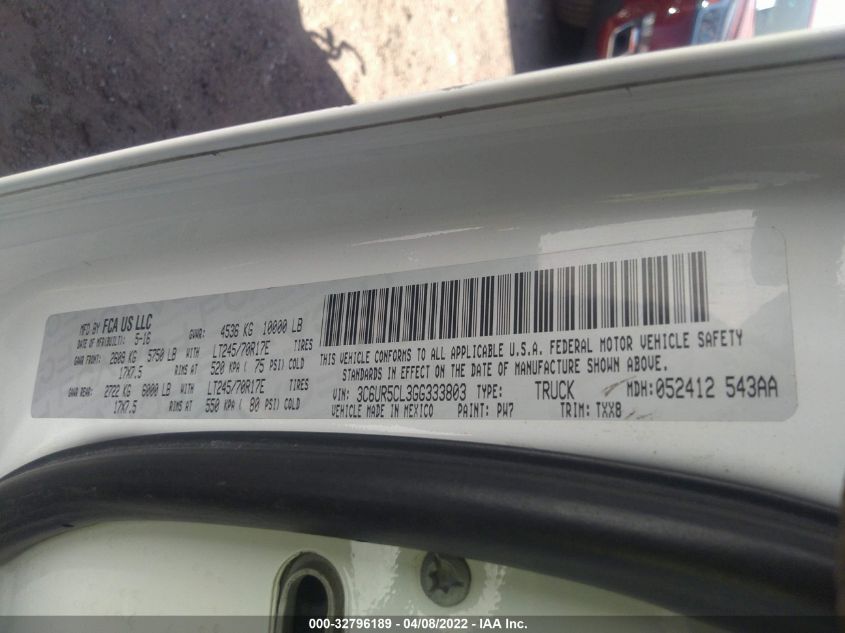 MFD BY FCA US LLC
DATE OF MFR(BUILT): 5-16 GVWR: 4536 KG 10000 LB
GAWR FRONT: 2608 KG 5750 LB WITH LT245/70R17E TIRES
17X7.5 RIMS AT 520 KPA ( 75 PSI) COLD
GAWR REAR: 2722 KG 6000 LB WITH LT245/70R17E TIRES
17X7.5 RIMS AT 550 KPA ( 80 PSI) COLD
THIS VEHICLE CONFORMS TO ALL APPLICABLE U.S.A. FEDERAL MOTOR VEHICLE SAFETY
STANDARDS IN EFFECT ON THE DATE OF MANUFACTURE SHOWN ABOVE.
VIN: 3C6UR5CL3GG333803 TYPE: TRUCK MDH:052412 543AA
VEHICLE MADE IN MEXICO PAINT: PW7 TRIM: TXX8
000-32796189 - 04/08/2022 - IAA Inc.